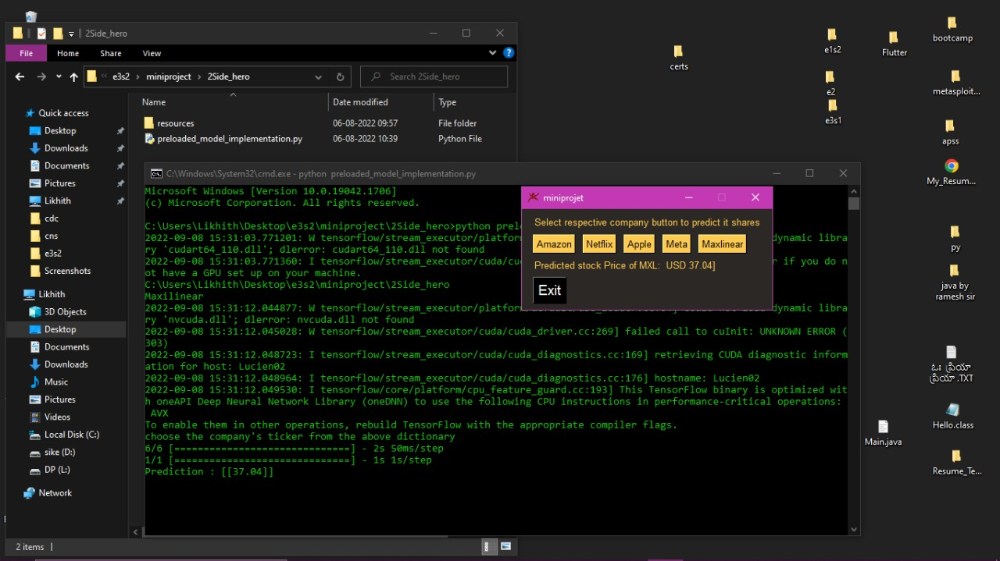 2Side_hero
File Home Share View
e3s2 miniproject 2Side_hero
Search 2Side_hero
Name Date modified Type
resources 06-08-2022 09:57 File folder
preloaded_model_implementation.py 06-08-2022 10:39 Python File
Quick access
Desktop
Downloads
Documents
Pictures
Likhith
cdc
cns
e3s2
Screenshots
Likhith
3D Objects
Desktop
Documents
Downloads
Music
Pictures
Videos
Local Disk (C:)
sike (D:)
DP (L:)
Network
2 items
C:\Windows\System32\cmd.exe - python preloaded_model_implementation.py
Microsoft Windows [Version 10.0.19042.1706]
(c) Microsoft Corporation. All rights reserved.
C:\Users\Likhith\Desktop\e3s2\miniproject\2Side_hero>python
2022-09-08 15:31:03.771201: W tensorflow/stream_executor/platfor dynamic libra
ry 'cudart64_110.dll'; dlerror: cudart64_110.dll not found
2022-09-08 15:31:03.771360: I tensorflow/stream_executor/cuda/cu r if you do n
ot have a GPU set up on your machine.
C:\Users\Likhith\Desktop\e3s2\miniproject\2Side_hero
Maxilinear
2022-09-08 15:31:12.044877: W tensorflow/stream_executor/platform/ dynamic libra
ry 'nvcuda.dll'; dlerror: nvcuda.dll not found
2022-09-08 15:31:12.045028: W tensorflow/stream_executor/cuda/cuda_driver.cc:269] failed call to cuInit: UNKNOWN ERROR (
303)
2022-09-08 15:31:12.048723: I tensorflow/stream_executor/cuda/cuda_diagnostics.cc:169] retrieving CUDA diagnostic inform
ation for host: Lucien02
2022-09-08 15:31:12.048964: I tensorflow/stream_executor/cuda/cuda_diagnostics.cc:176] hostname: Lucien02
2022-09-08 15:31:12.049530: I tensorflow/core/platform/cpu_feature_guard.cc:193] This TensorFlow binary is optimized wit
h oneAPI Deep Neural Network Library (oneDNN) to use the following CPU instructions in performance-critical operations:
AVX
To enable them in other operations, rebuild TensorFlow with the appropriate compiler flags.
choose the company's ticker from the above dictionary
6/6 [==============================] - 2s 50ms/step
1/1 [==============================] - 1s 1s/step
Prediction : [[37.04]]
miniprojet
Select respective company button to predict it shares
Amazon Netflix Apple Meta Maxlinear
Predicted stock Price of MXL: USD 37.04]
Exit
certs
e1s2
Flutter
bootcamp
e2
metasploit...
e3s1
apss
My_Resum...
py
java by
ramesh sir
ఓః ప్రియా
ప్రియా .TXT
Hello.class
Main.java
Resume_Te...